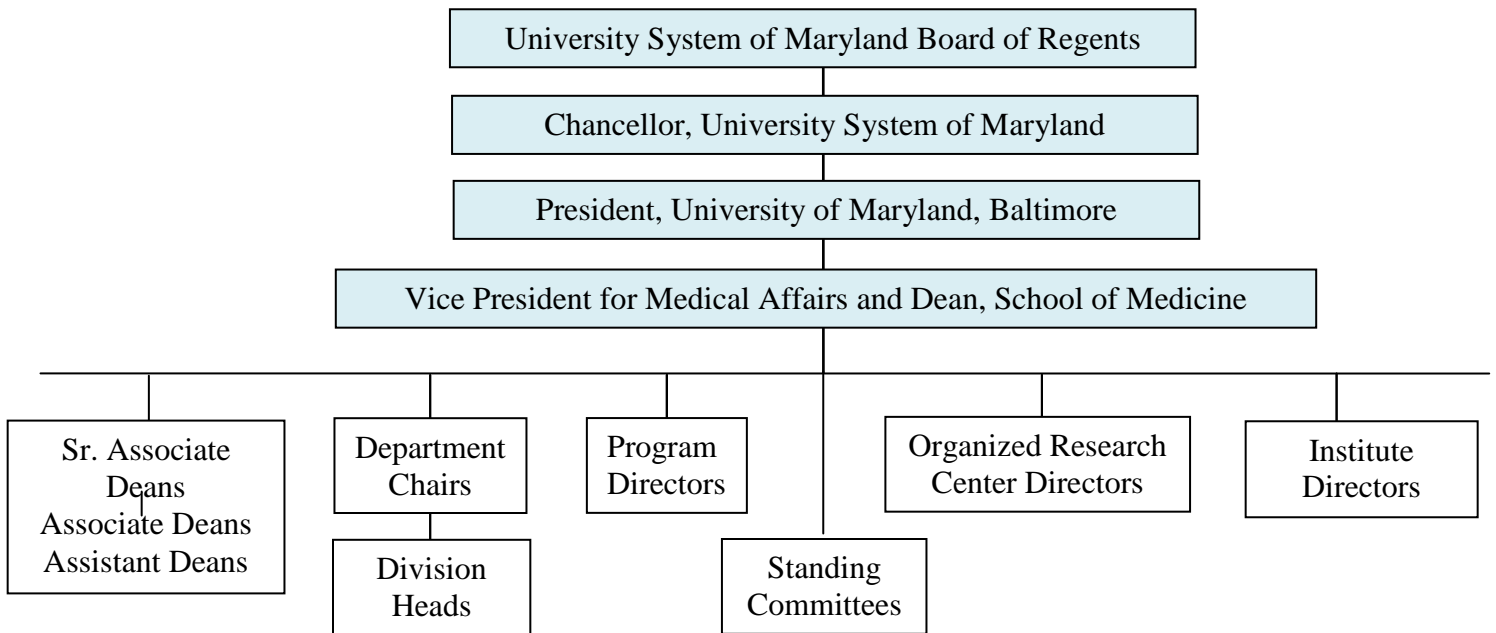 University System of Maryland Board of Regents
Chancellor, University System of Maryland
President, University of Maryland, Baltimore
Vice President for Medical Affairs and Dean, School of Medicine
Sr. Associate
Deans
Associate Deans
Assistant Deans
Department
Chairs
Division
Heads
Program
Directors
Standing
Committees
Organized Research
Center Directors
Institute
Directors